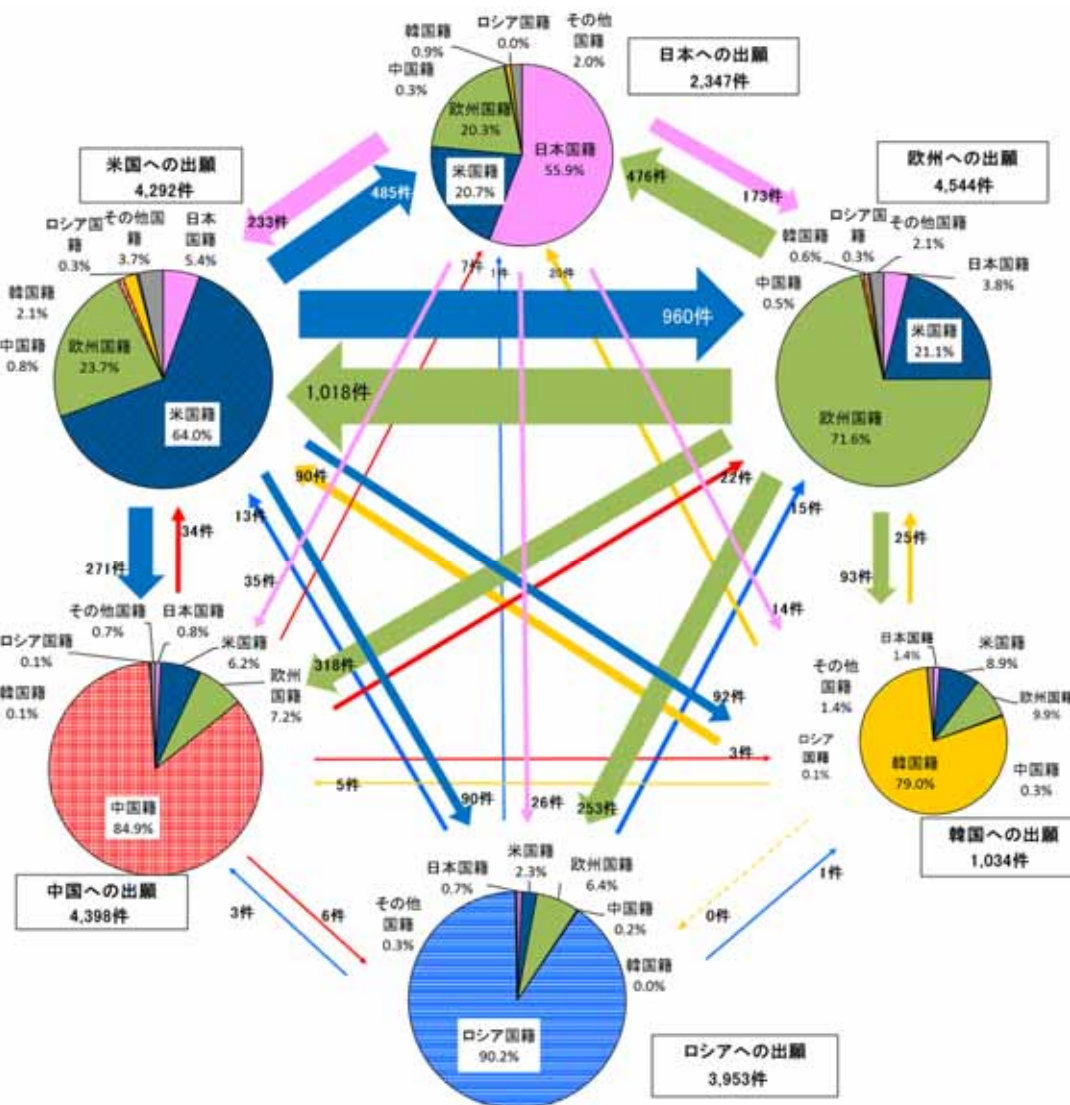 韓国籍
0.9%
ロシア国籍
0.0%
その他
国籍
2.0%
中国籍
0.3%
欧州国籍
20.3%
米国籍
20.7%
日本国籍
55.9%
日本への出願
2,347件
米国への出願
4,292件
欧州への出願
4,544件
233件
485件
476件
173件
ロシア国
籍
0.3%
その他国
籍
3.7%
日本
国籍
5.4%
韓国籍
2.1%
中国籍
0.8%
欧州国籍
23.7%
米国籍
64.0%
韓国籍
0.6%
ロシア国
籍
0.3%
その他国籍
2.1%
日本国籍
3.8%
中国籍
0.5%
米国籍
21.1%
欧州国籍
71.6%
7件
1件
20件
960件
1,018件
90件
22件
13件
15件
34件
271件
35件
25件
93件
14件
318件
92件
3件
5件
90件
26件
253件
その他国籍
0.7%
日本国籍
0.8%
ロシア国籍
0.1%
米国籍
6.2%
韓国籍
0.1%
欧州
国籍
7.2%
中国籍
84.9%
中国への出願
4,398件
日本国籍
1.4%
米国籍
8.9%
その他
国籍
1.4%
欧州国籍
9.9%
ロシア
国籍
0.1%
韓国籍
79.0%
中国籍
0.3%
韓国への出願
1,034件
3件
6件
0件
1件
日本国籍
0.7%
米国籍
2.3%
欧州国籍
6.4%
その他
国籍
0.3%
中国籍
0.2%
韓国籍
0.0%
ロシア国籍
90.2%
ロシアへの出願
3,953件